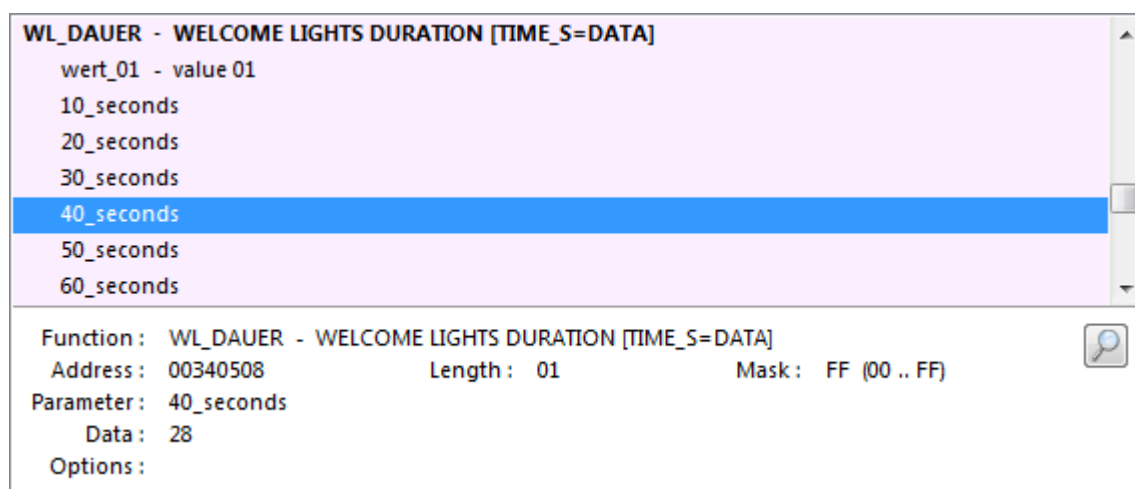 WL_DAUER - WELCOME LIGHTS DURATION [TIME_S=DATA]
wert_01 - value 01
10_seconds
20_seconds
30_seconds
40_seconds
50_seconds
60_seconds
Function : WL_DAUER - WELCOME LIGHTS DURATION [TIME_S=DATA]
Address : 00340508 Length : 01 Mask : FF (00 .. FF)
Parameter : 40_seconds
Data : 28
Options :